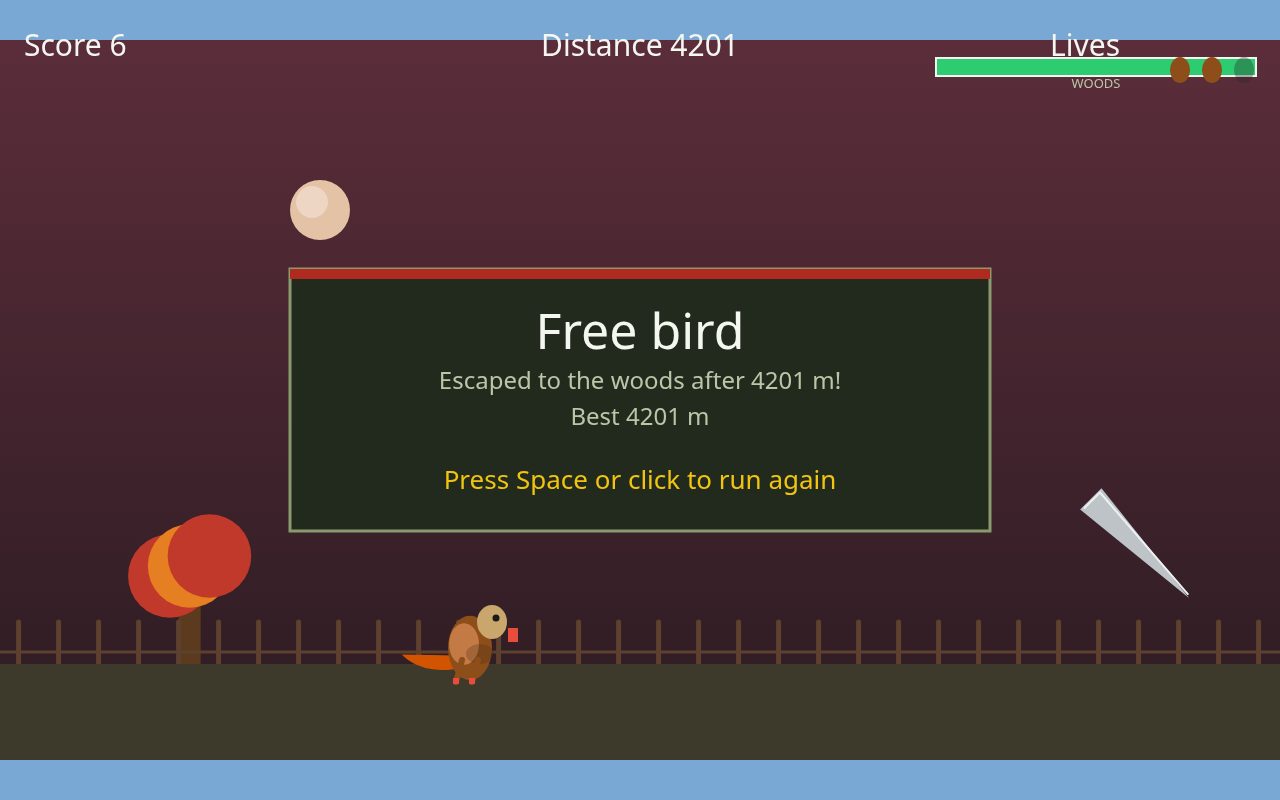 Score 6
Distance 4201
Lives
WOODS
Free bird
Escaped to the woods after 4201 m!
Best 4201 m
Press Space or click to run again